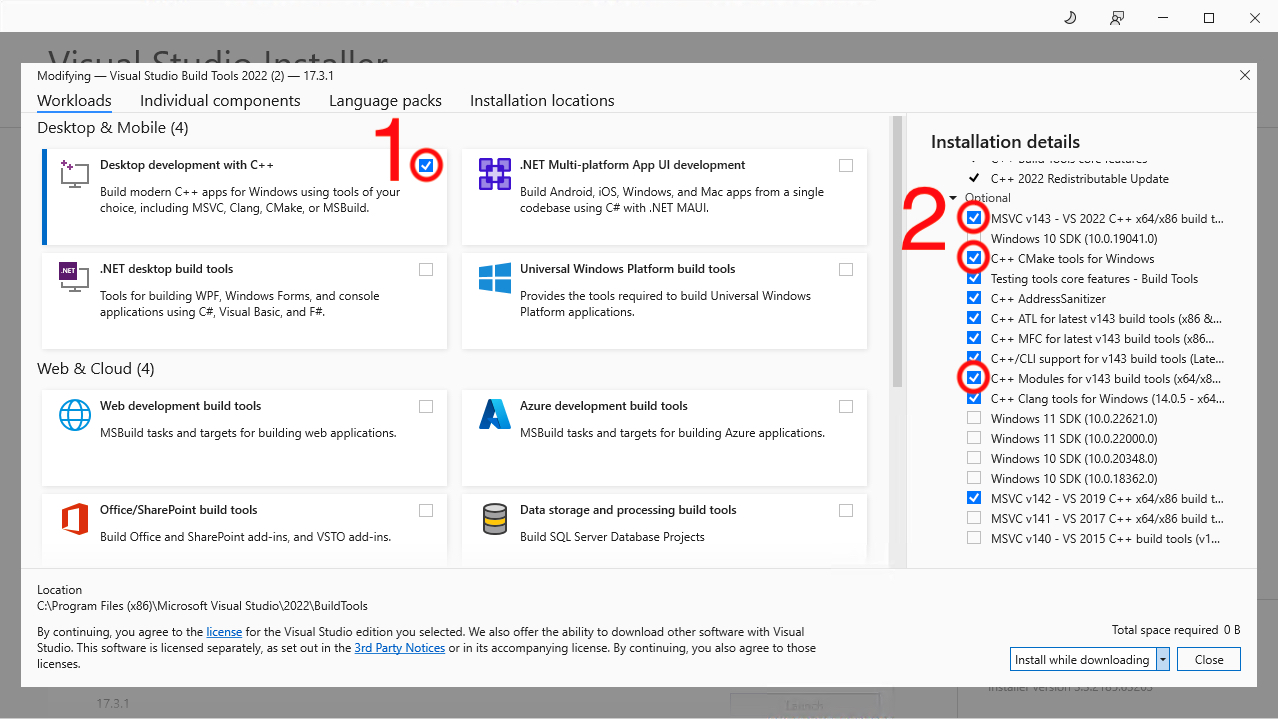 Visual Studio Installer
Modifying — Visual Studio Build Tools 2022 (2) — 17.3.1
Workloads Individual components Language packs Installation locations
Desktop & Mobile (4)
1
Desktop development with C++
Build modern C++ apps for Windows using tools of your
choice, including MSVC, Clang, CMake, or MSBuild.
.NET Multi-platform App UI development
Build Android, iOS, Windows, and Mac apps from a single
codebase using C# with .NET MAUI.
.NET
.NET desktop build tools
Tools for building WPF, Windows Forms, and console
applications using C#, Visual Basic, and F#.
Universal Windows Platform build tools
Provides the tools required to build Universal Windows
Platform applications.
Web & Cloud (4)
Web development build tools
MSBuild tasks and targets for building web applications.
Azure development build tools
MSBuild tasks and targets for building Azure applications.
Office/SharePoint build tools
Build Office and SharePoint add-ins, and VSTO add-ins.
Data storage and processing build tools
Build SQL Server Database Projects
Installation details
C++ Build Tools core features
C++ 2022 Redistributable Update
Optional
2
MSVC v143 - VS 2022 C++ x64/x86 build t...
Windows 10 SDK (10.0.19041.0)
C++ CMake tools for Windows
Testing tools core features - Build Tools
C++ AddressSanitizer
C++ ATL for latest v143 build tools (x86 &...
C++ MFC for latest v143 build tools (x86...
C++/CLI support for v143 build tools (Late...
C++ Modules for v143 build tools (x64/x8...
C++ Clang tools for Windows (14.0.5 - x64...
Windows 11 SDK (10.0.22621.0)
Windows 11 SDK (10.0.22000.0)
Windows 10 SDK (10.0.20348.0)
Windows 10 SDK (10.0.18362.0)
MSVC v142 - VS 2019 C++ x64/x86 build t...
MSVC v141 - VS 2017 C++ x64/x86 build t...
MSVC v140 - VS 2015 C++ build tools (v1...
Location
C:\Program Files (x86)\Microsoft Visual Studio\2022\BuildTools
By continuing, you agree to the license for the Visual Studio edition you selected. We also offer the ability to download other software with Visual
Studio. This software is licensed separately, as set out in the 3rd Party Notices or in its accompanying license. By continuing, you also agree to those
licenses.
Total space required 0 B
Install while downloading Close
17.3.1
Launch
Installer version